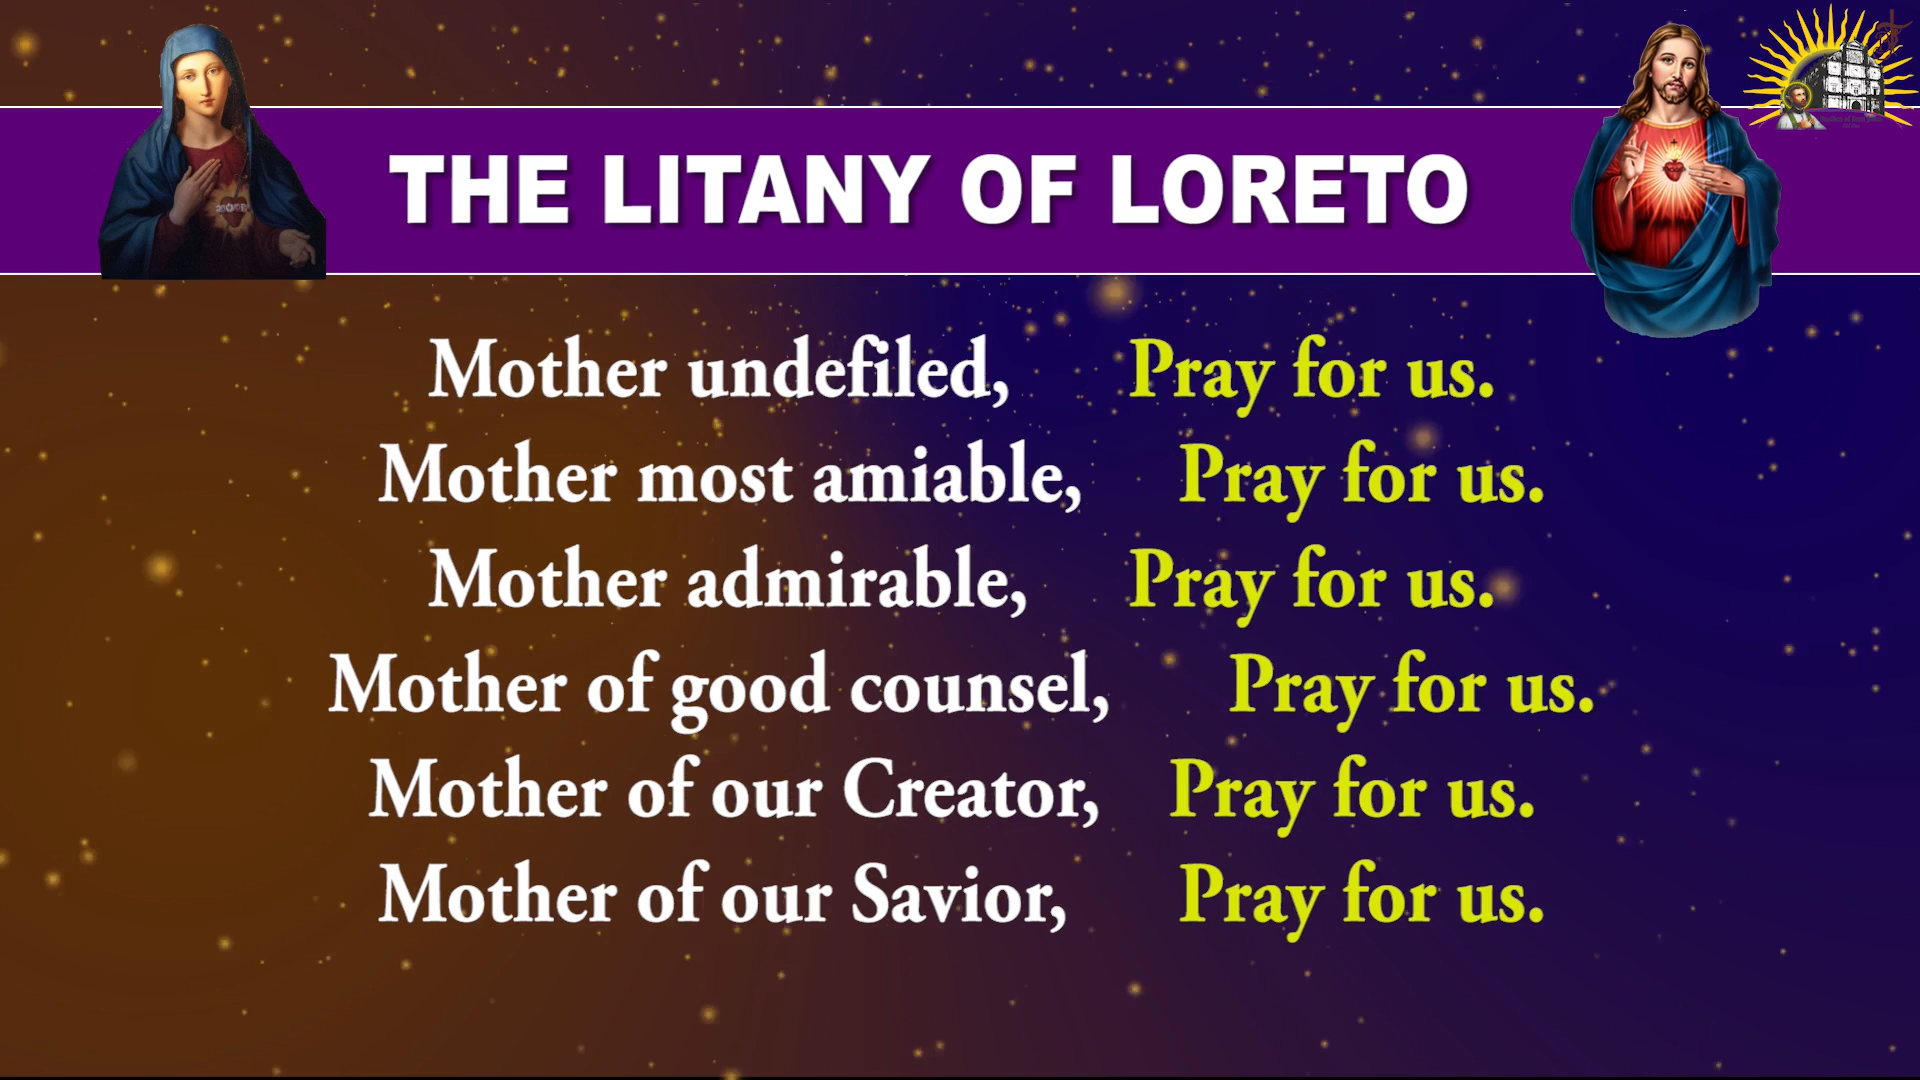 THE LITANY OF LORETO
Mother undefiled, Pray for us.
Mother most amiable, Pray for us.
Mother admirable, Pray for us.
Mother of good counsel, Pray for us.
Mother of our Creator, Pray for us.
Mother of our Savior, Pray for us.